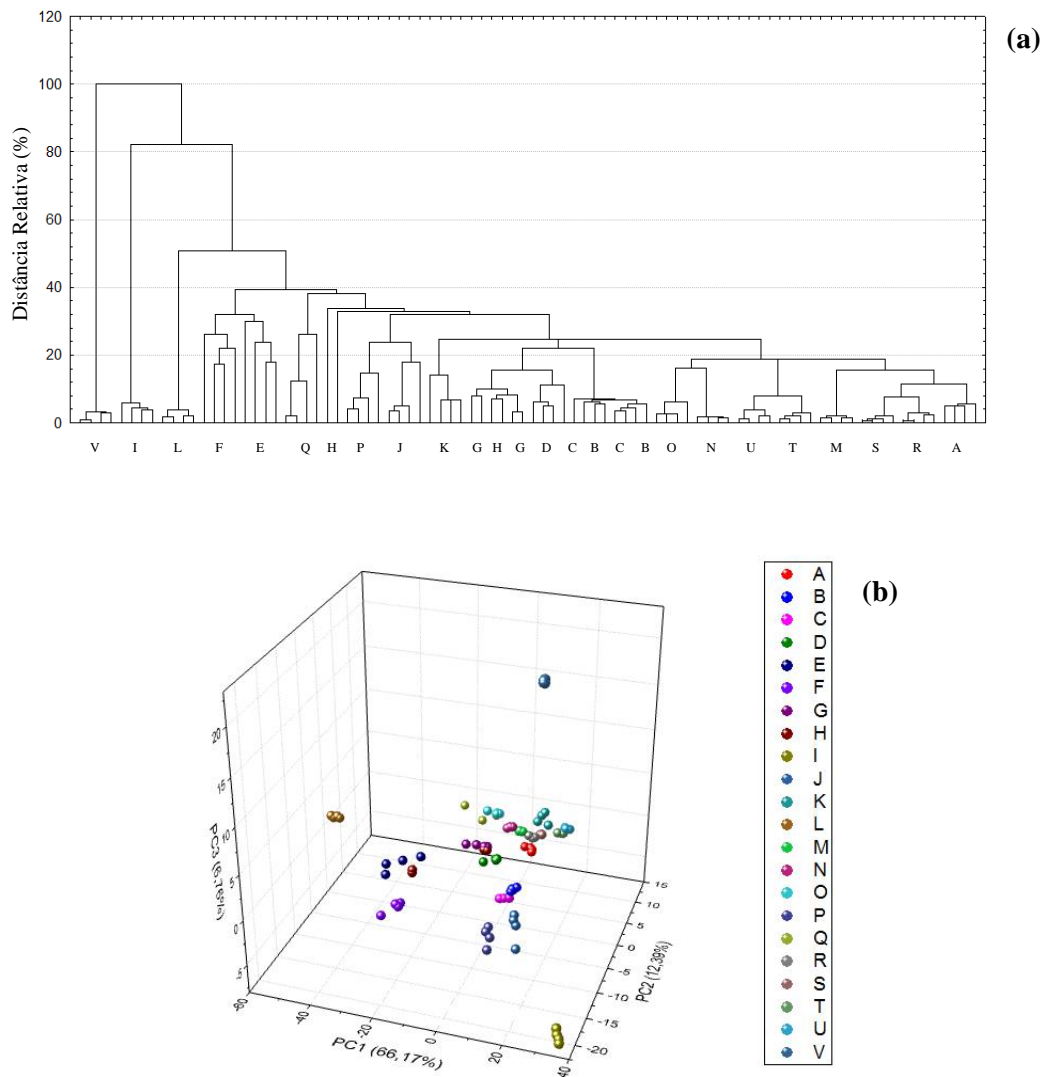 120
100
80
60
40
20
0
Distância Relativa (%)
(a)
V I L F E Q H P J K G H G D C B C B O N U T M S R A
(b)
20
15
10
5
0
-5
PC3
-60
-40
-20
0
20
40
PC1 (66,17%)
15
10
5
0
-5
-10
-15
-20
PC2 (12,39%)
A
B
C
D
E
F
G
H
I
J
K
L
M
N
O
P
Q
R
S
T
U
V